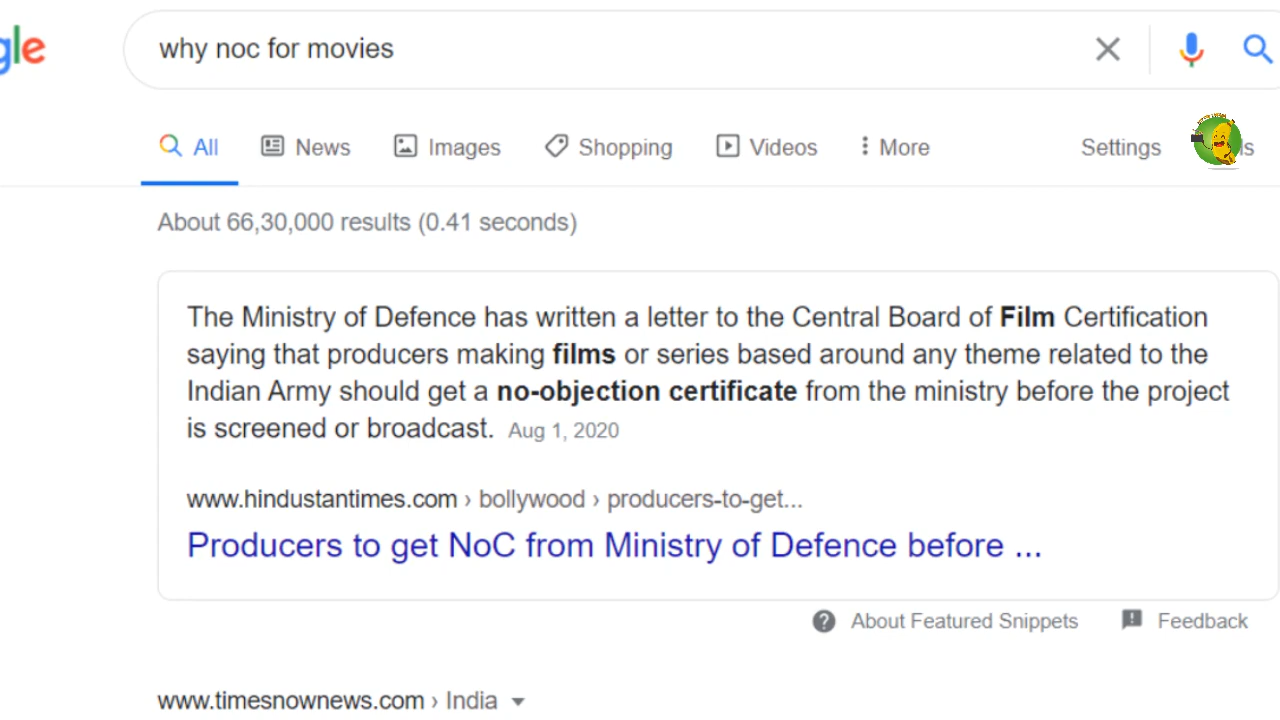 gle
why noc for movies
All News Images Shopping Videos More Settings ls
About 66,30,000 results (0.41 seconds)
The Ministry of Defence has written a letter to the Central Board of Film Certification
saying that producers making films or series based around any theme related to the
Indian Army should get a no-objection certificate from the ministry before the project
is screened or broadcast. Aug 1, 2020
www.hindustantimes.com › bollywood › producers-to-get...
Producers to get NoC from Ministry of Defence before ...
About Featured Snippets Feedback
www.timesnownews.com › India